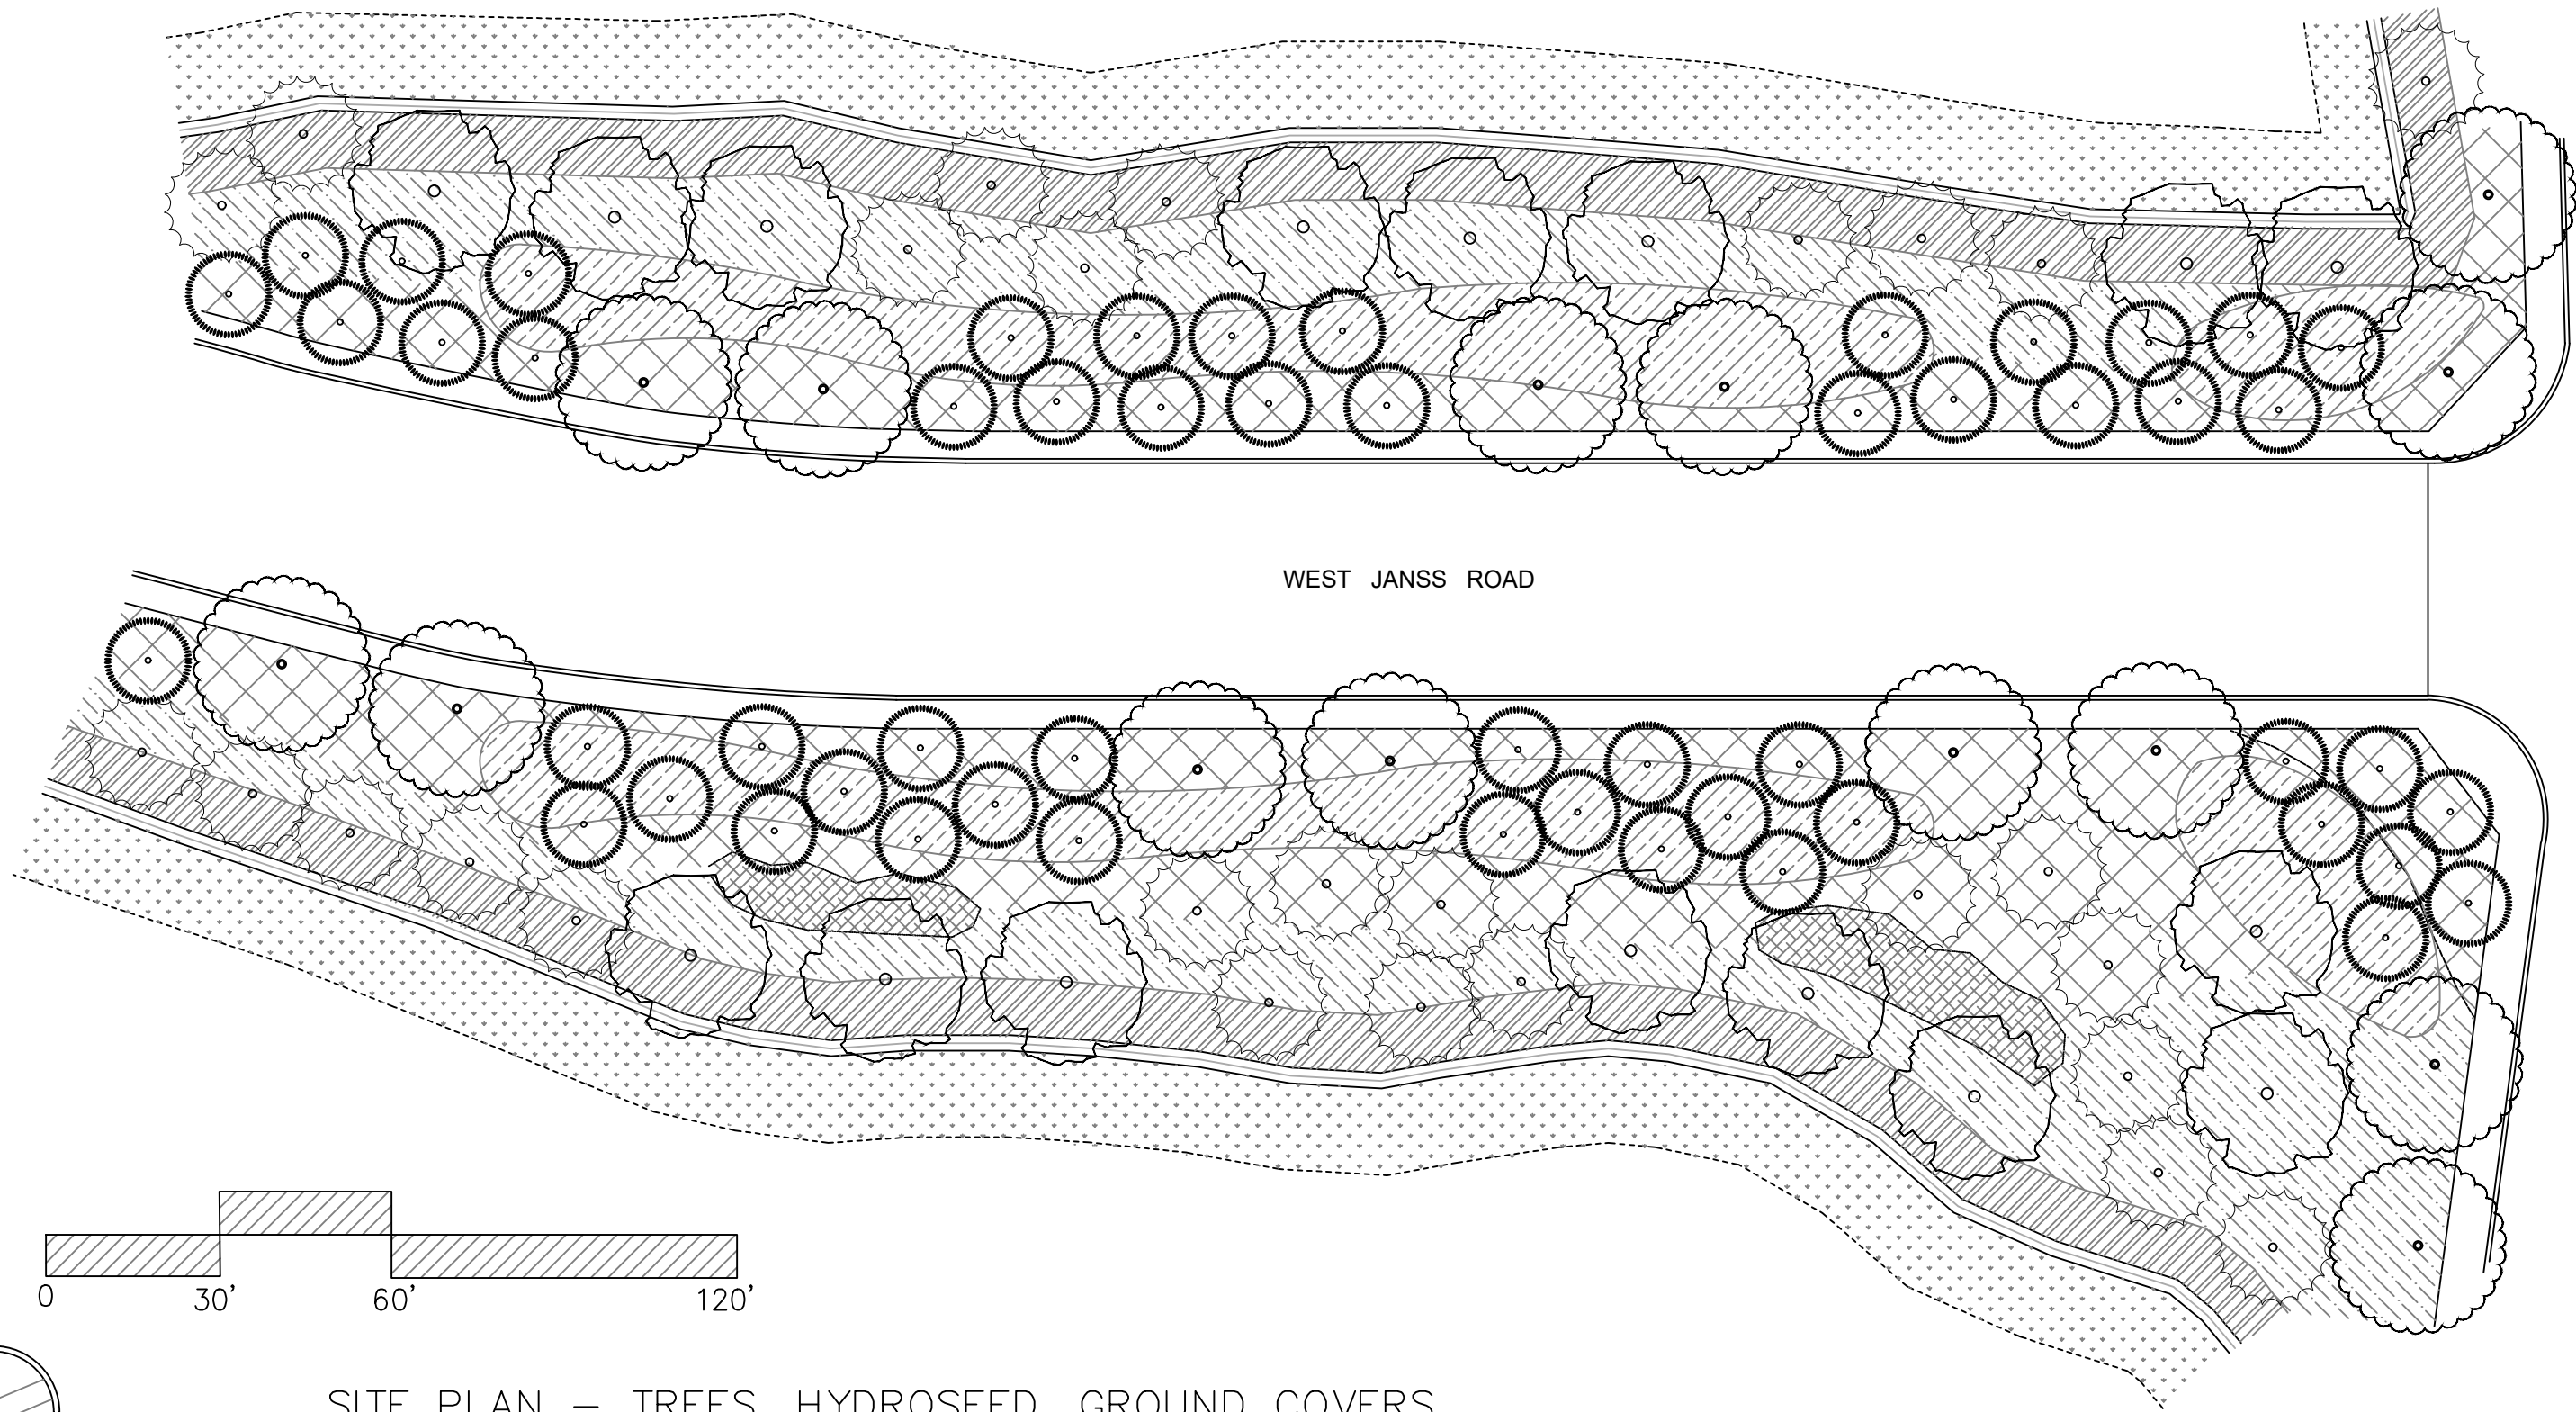 WEST JANSS ROAD
0 30' 60' 120'
SITE PLAN – TREES, HYDROSEED, GROUND COVERS